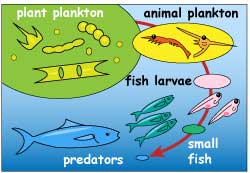 plant plankton
animal plankton
fish larvae
small
fish
predators